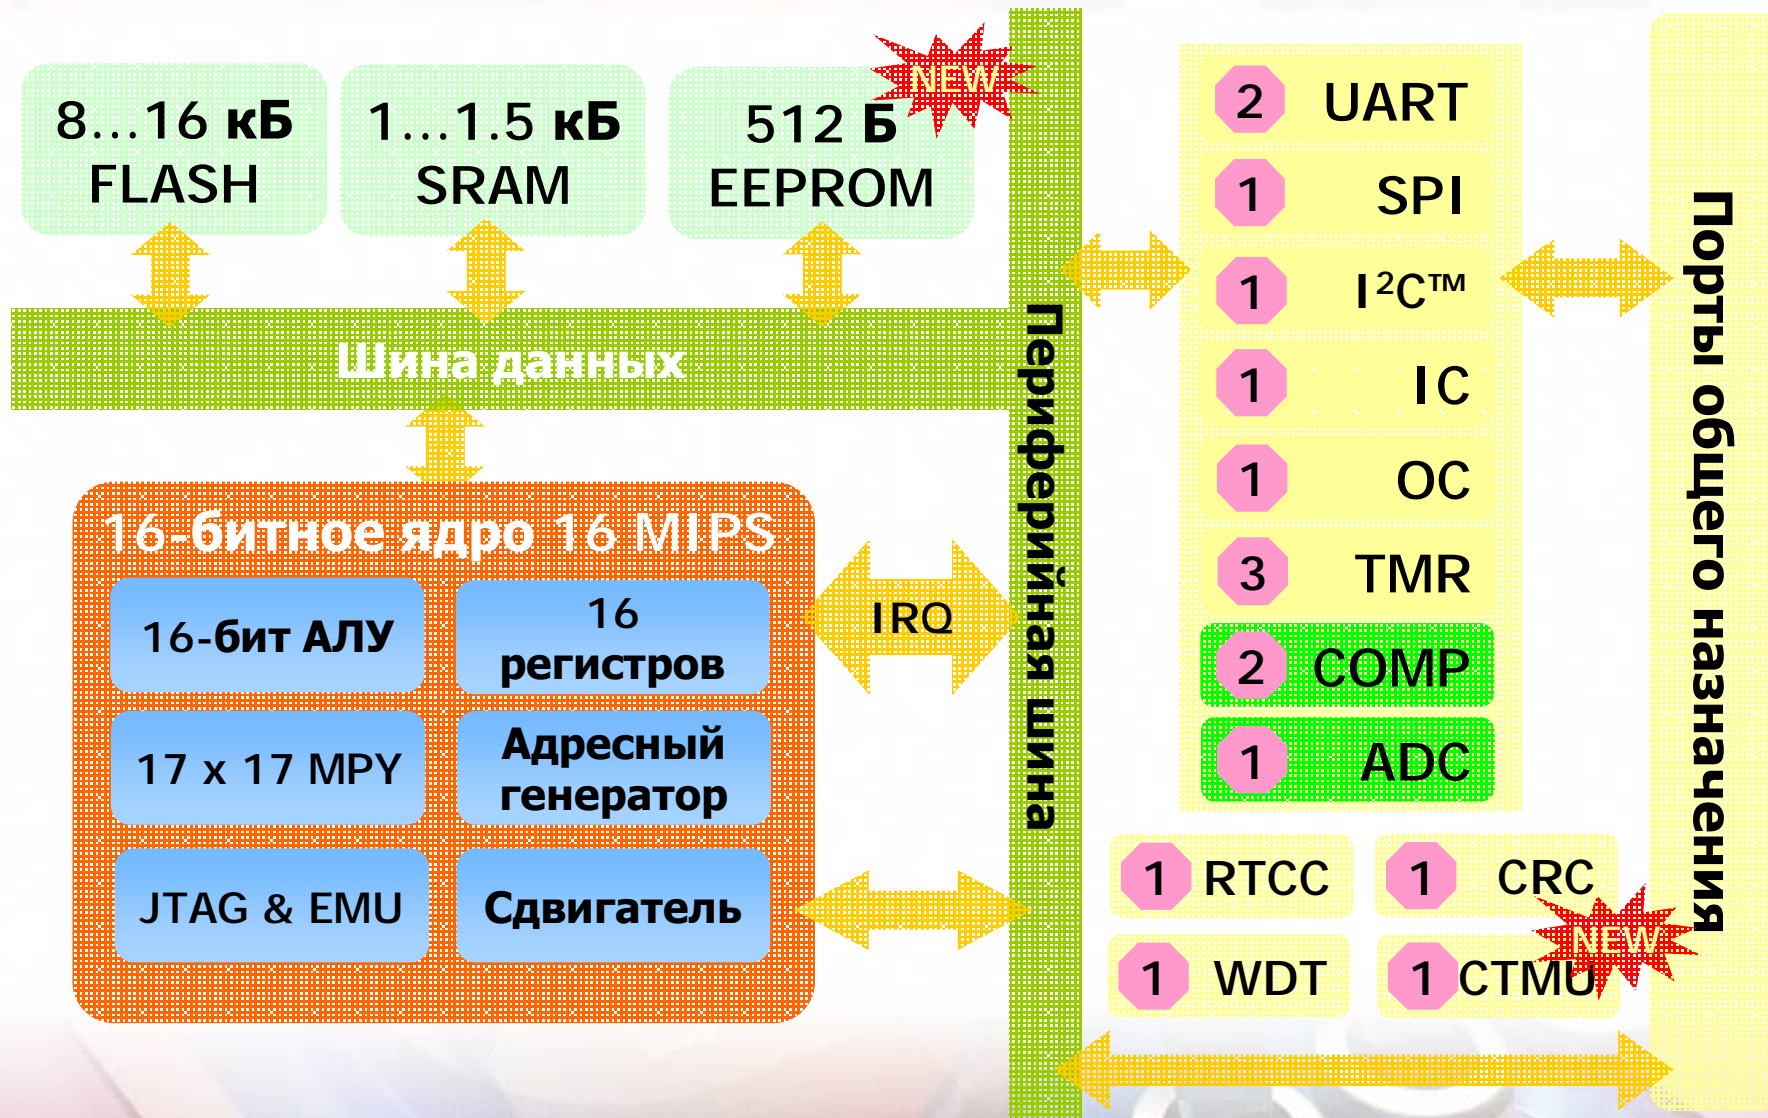 8...16 кБ
FLASH
1...1.5 кБ
SRAM
512 Б
EEPROM
NEW
Шина данных
16-битное ядро 16 MIPS
16-бит АЛУ
16
регистров
17 x 17 MPY
Адресный
генератор
JTAG & EMU
Сдвигатель
IRQ
Периферийная шина
2 UART
1 SPI
1 I²C™
1 IC
1 OC
3 TMR
2 COMP
1 ADC
1 RTCC
1 CRC
1 WDT
1 CTMU
NEW
Порты общего назначения